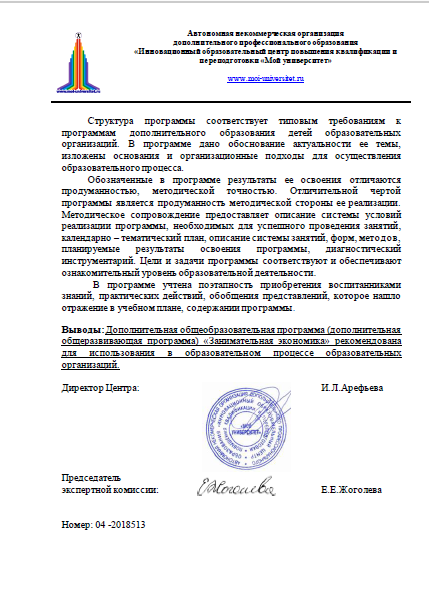 Автономная некоммерческая организация
дополнительного профессионального образования
«Инновационный образовательный центр повышения квалификации и
переподготовки «Мой университет»
www.moi-universitet.ru
www.moi-universitet.ru
Структура программы соответствует типовым требованиям к
программам дополнительного образования детей образовательных
организаций. В программе дано обоснование актуальности ее темы,
изложены основания и организационные подходы для осуществления
образовательного процесса.
Обозначенные в программе результаты ее освоения отличаются
продуманностью, методической точностью. Отличительной чертой
программы является продуманность методической стороны ее реализации.
Методическое сопровождение предоставляет описание системы условий
реализации программы, необходимых для успешного проведения занятий,
календарно – тематический план, описание системы занятий, форм, методов,
планируемые результаты освоения программы, диагностический
инструментарий. Цели и задачи программы соответствуют и обеспечивают
ознакомительный уровень образовательной деятельности.
В программе учтена поэтапность приобретения воспитанниками
знаний, практических действий, обобщения представлений, которое нашло
отражение в учебном плане, содержании программы.
Выводы: Дополнительная общеобразовательная программа (дополнительная
общеразвивающая программа) «Занимательная экономика» рекомендована
для использования в образовательном процессе образовательных
организаций.
Директор Центра: И.Л.Арефьева
«МОЙ
УНИВЕРСИТЕТ»
Председатель
экспертной комиссии: Е.Е.Жоголева
Номер: 04 -2018513